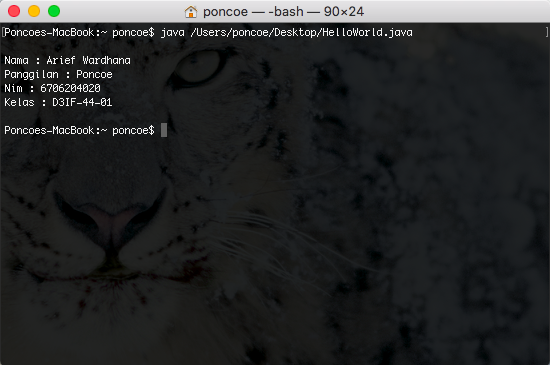 poncoe — -bash — 90×24
[Poncoes-MacBook:~ poncoe$ java /Users/poncoe/Desktop/HelloWorld.java ]
Nama : Arief Wardhana
Panggilan : Poncoe
Nim : 6706204020
Kelas : D3IF-44-01
Poncoes-MacBook:~ poncoe$